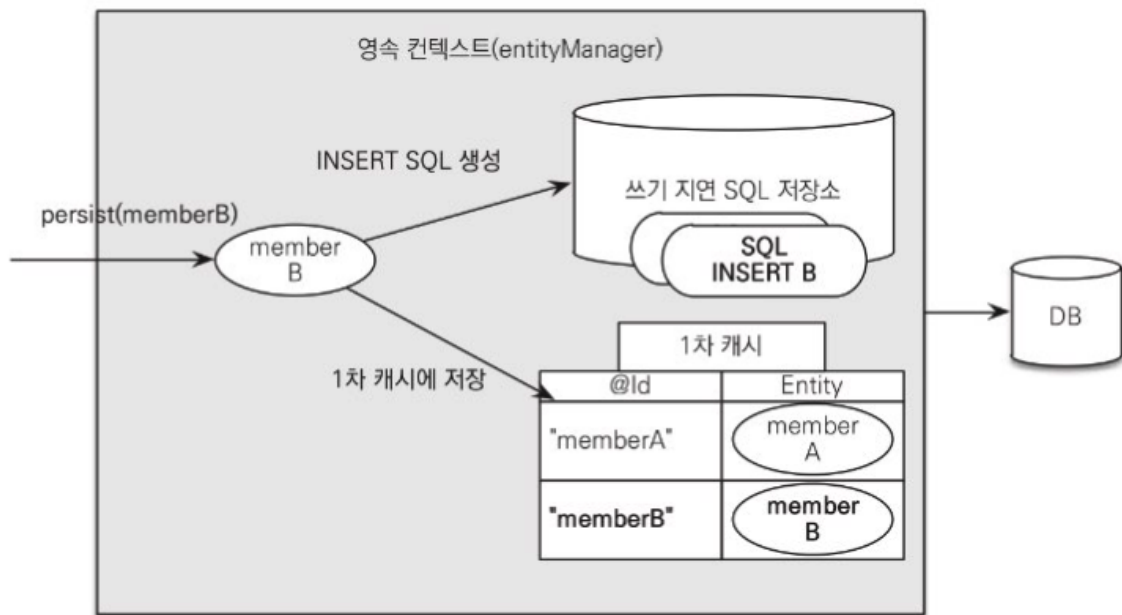 영속 컨텍스트(entityManager)
INSERT SQL 생성
쓰기 지연 SQL 저장소
persist(memberB)
member
B
SQL
INSERT B
DB
1차 캐시
1차 캐시에 저장
@Id
Entity
"memberA"
member
A
"memberB"
member
B